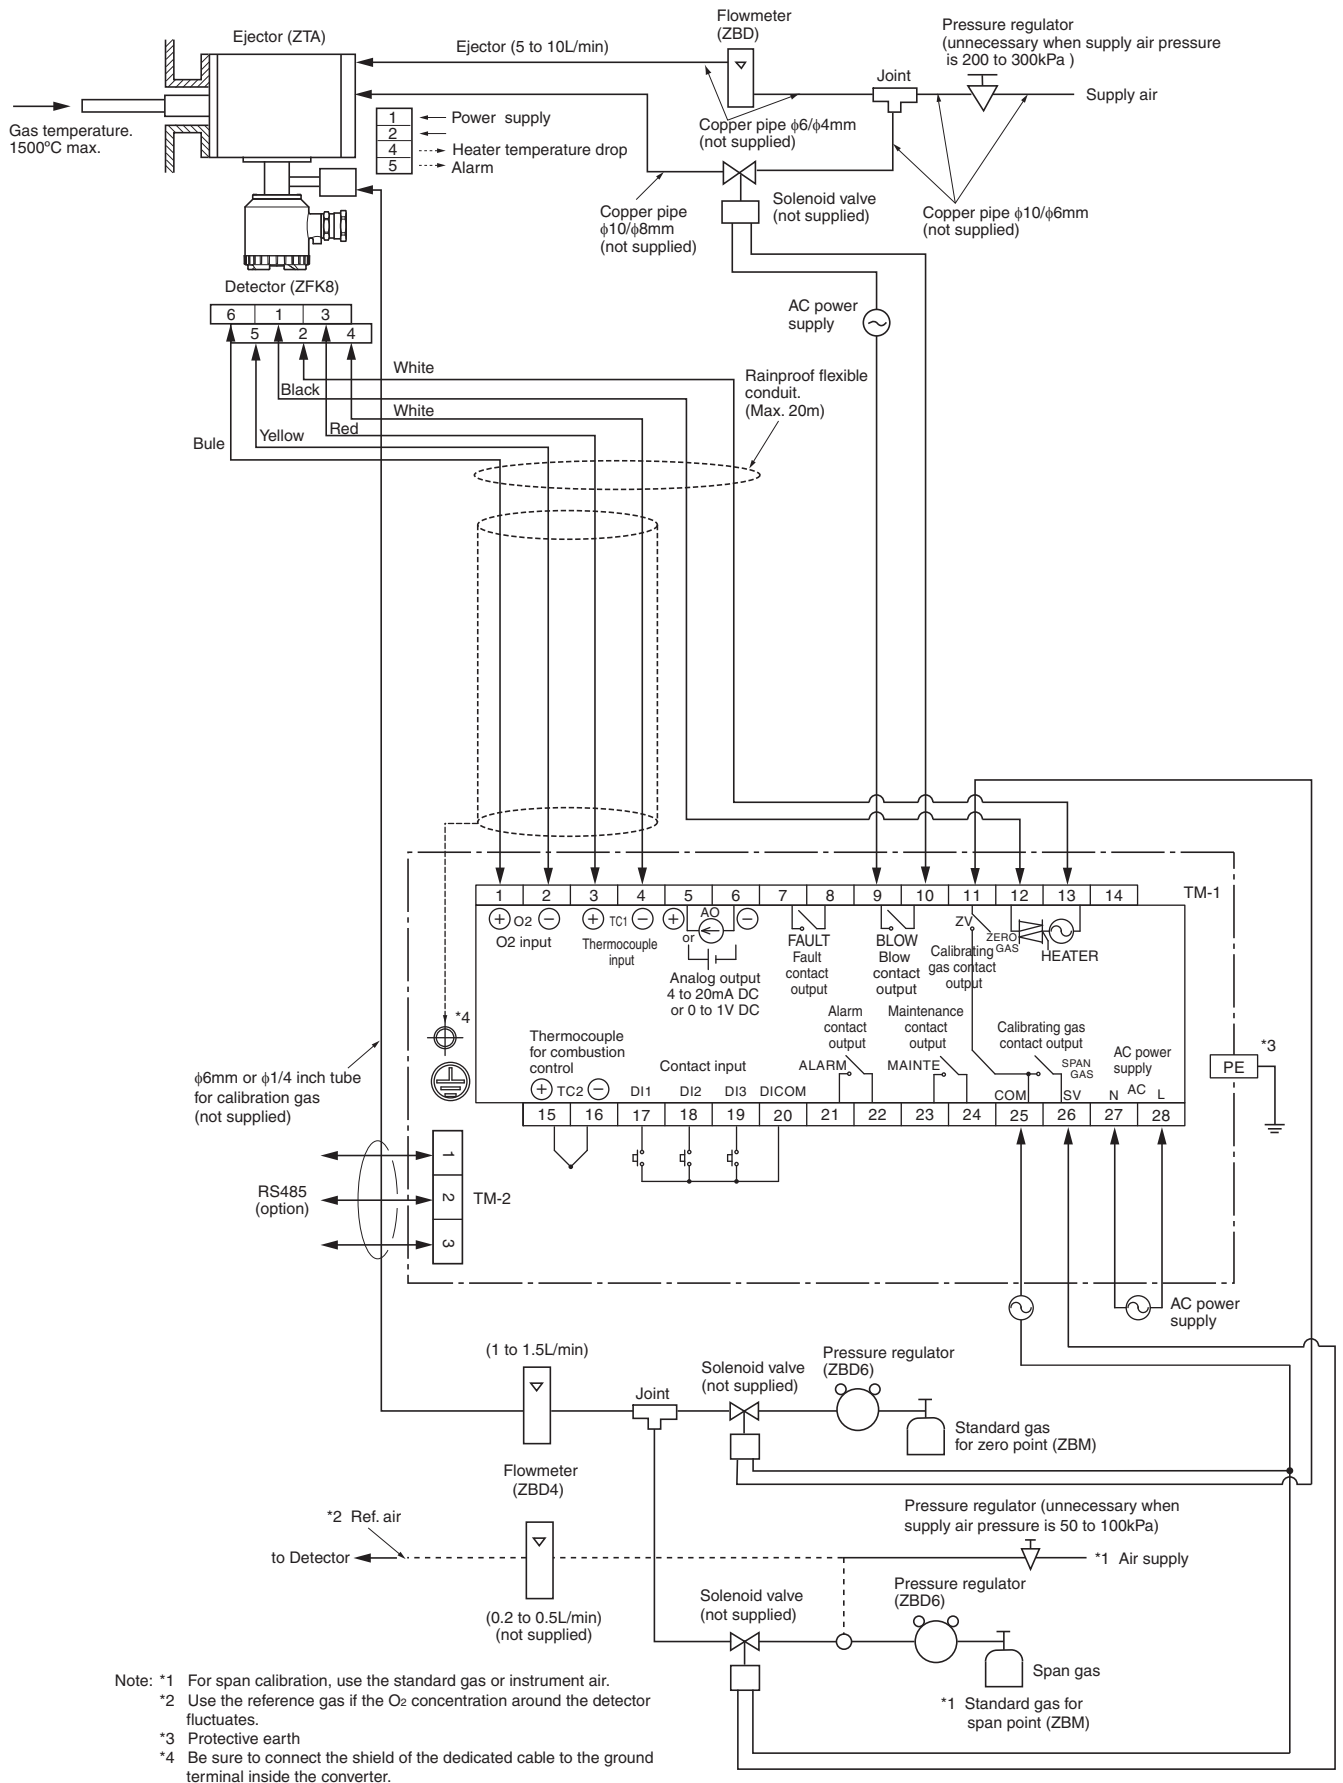 Flowmeter
(ZBD)
Pressure regulator
(unnecessary when supply air pressure
is 200 to 300kPa )
Ejector (ZTA)
Ejector (5 to 10L/min)
Joint
Supply air
Gas temperature.
1500°C max.
1 Power supply
2
4 Heater temperature drop
5 Alarm
Copper pipe ϕ6/ϕ4mm
(not supplied)
Copper pipe
ϕ10/ϕ8mm
(not supplied)
Solenoid valve
(not supplied)
Copper pipe ϕ10/ϕ6mm
(not supplied)
Detector (ZFK8)
AC power
supply
6 1 3
5 2 4
White
Black
White
Red
Yellow
Bule
Rainproof flexible
conduit.
(Max. 20m)
1 2 3 4 5 6 7 8 9 10 11 12 13 14
TM-1
+ O2 −
O2 input
+ TC1 −
Thermocouple
input
+ AO −
or
Analog output
4 to 20mA DC
or 0 to 1V DC
FAULT
Fault
contact
output
BLOW
Blow
contact
output
ZV
ZERO
GAS
Calibrating
gas contact
output
HEATER
*4
Thermocouple
for combustion
control
+ TC2 −
Contact input
DI1 DI2 DI3 DICOM
Alarm
contact
output
ALARM
Maintenance
contact
output
MAINTE
Calibrating gas
contact output
SPAN
GAS
COM SV
AC power
supply
N AC L
*3
PE
15 16 17 18 19 20 21 22 23 24 25 26 27 28
ϕ6mm or ϕ1/4 inch tube
for calibration gas
(not supplied)
RS485
(option)
1
2
3
TM-2
AC power
supply
(1 to 1.5L/min)
Joint
Solenoid valve
(not supplied)
Pressure regulator
(ZBD6)
Standard gas
for zero point (ZBM)
Flowmeter
(ZBD4)
*2 Ref. air
to Detector
Pressure regulator (unnecessary when
supply air pressure is 50 to 100kPa)
*1 Air supply
(0.2 to 0.5L/min)
(not supplied)
Solenoid valve
(not supplied)
Pressure regulator
(ZBD6)
Span gas
*1 Standard gas for
span point (ZBM)
Note: *1 For span calibration, use the standard gas or instrument air.
*2 Use the reference gas if the O2 concentration around the detector
fluctuates.
*3 Protective earth
*4 Be sure to connect the shield of the dedicated cable to the ground
terminal inside the converter.